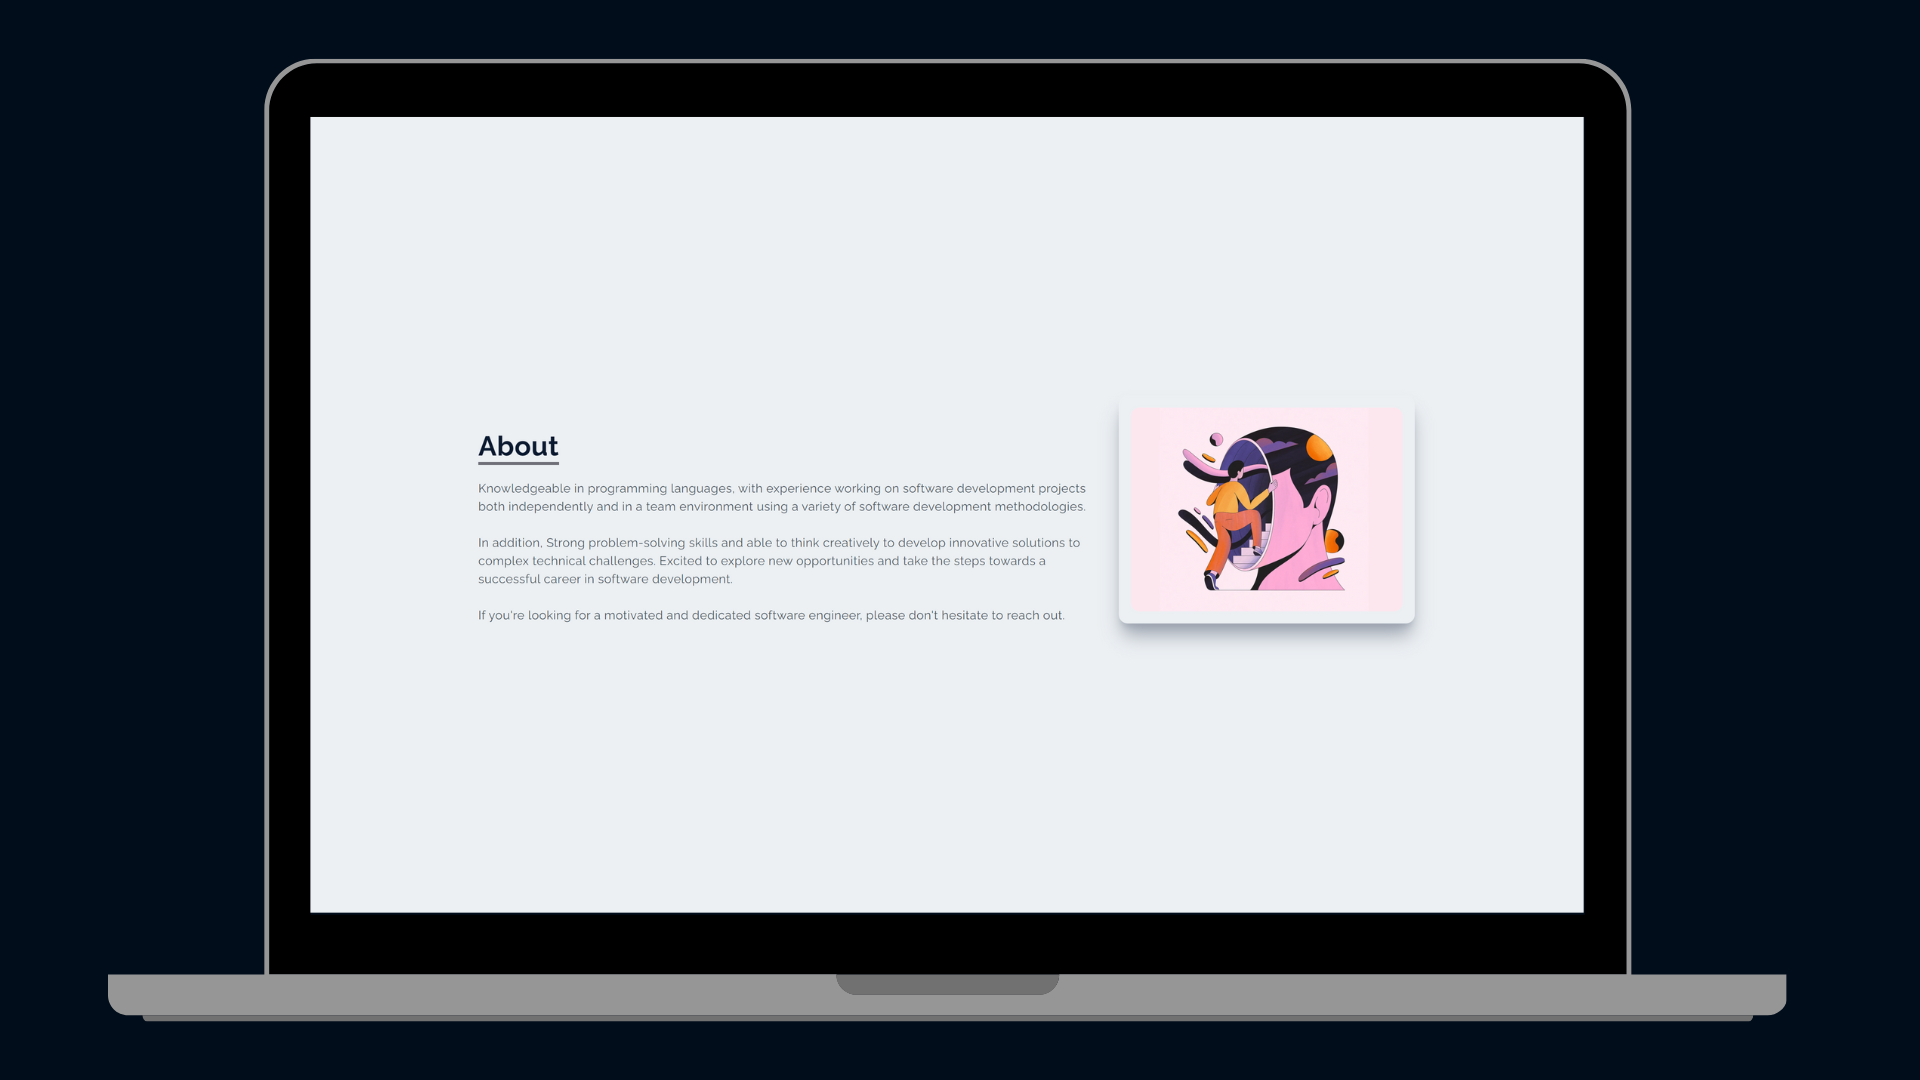 About
Knowledgeable in programming languages, with experience working on software development projects
both independently and in a team environment using a variety of software development methodologies.
In addition, Strong problem-solving skills and able to think creatively to develop innovative solutions to
complex technical challenges. Excited to explore new opportunities and take the steps towards a
successful career in software development.
If you're looking for a motivated and dedicated software engineer, please don't hesitate to reach out.